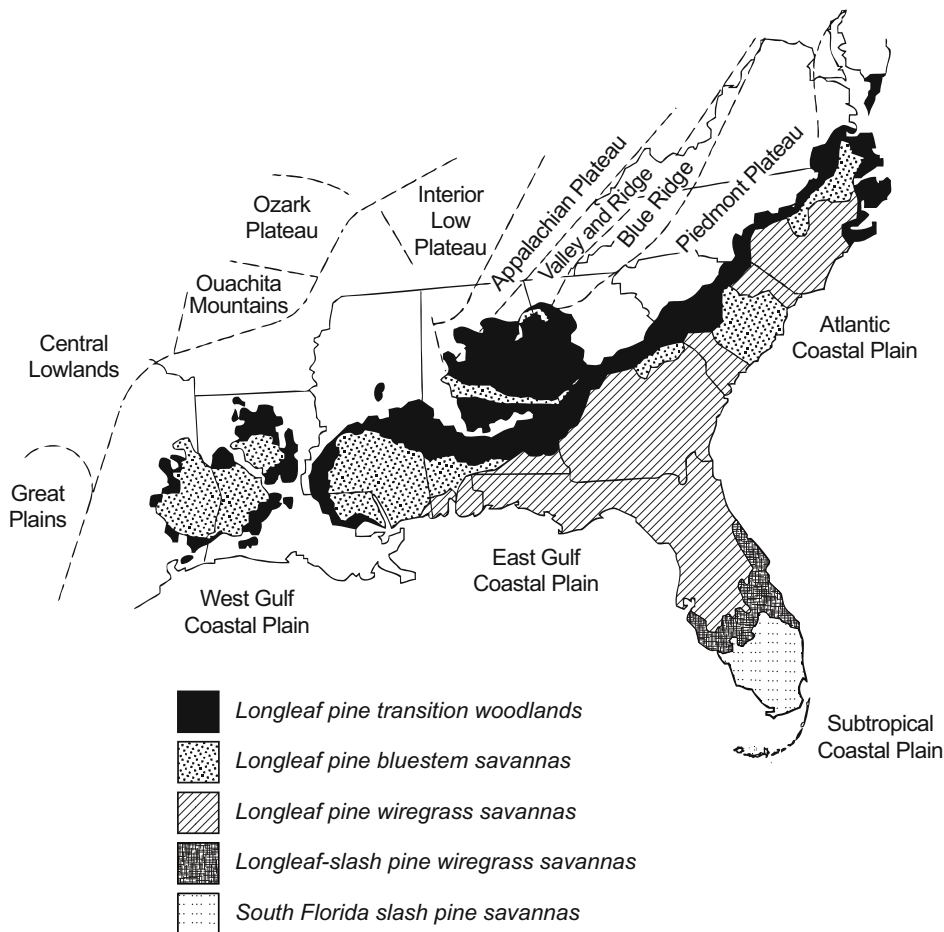 Ozark
Plateau
Interior
Low
Plateau
Appalachian Plateau
Valley and Ridge
Blue Ridge
Piedmont Plateau
Ouachita
Mountains
Central
Lowlands
Atlantic
Coastal Plain
Great
Plains
East Gulf
Coastal Plain
West Gulf
Coastal Plain
Subtropical
Coastal Plain
Longleaf pine transition woodlands
Longleaf pine bluestem savannas
Longleaf pine wiregrass savannas
Longleaf-slash pine wiregrass savannas
South Florida slash pine savannas